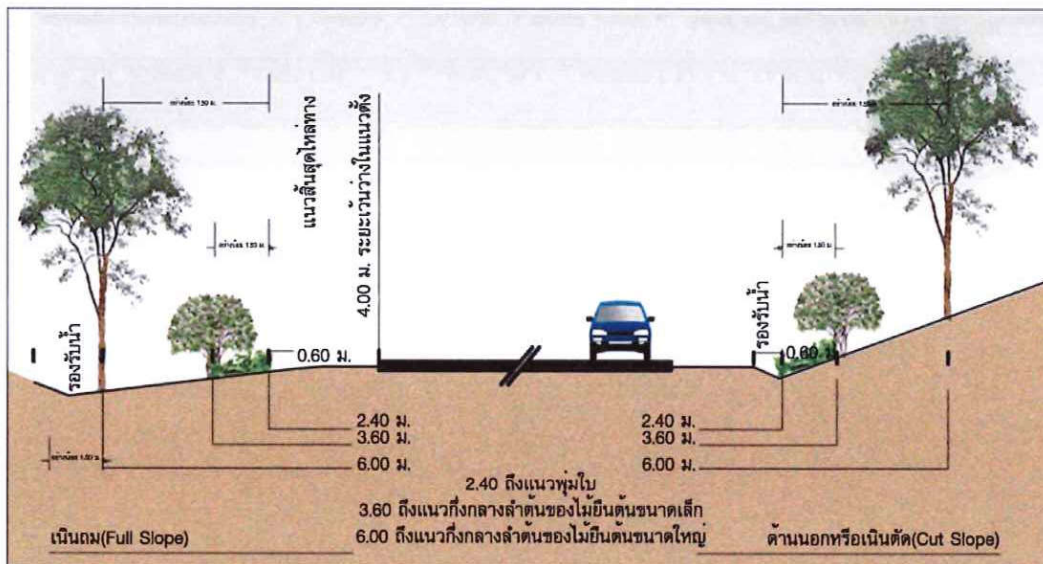 แนวสิ้นสุดไหล่ทาง
4.00 ม. ระยะเว้นว่างในแนวดิ่ง
รองรับน้ำ
0.60 ม.
รองรับน้ำ
0.60 ม
2.40 ม.
3.60 ม.
6.00 ม.
2.40 ม.
3.60 ม.
6.00 ม.
2.40 ถึงแนวพุ่มใบ
3.60 ถึงแนวกึ่งกลางลำต้นของไม้ยืนต้นขนาดเล็ก
6.00 ถึงแนวกึ่งกลางลำต้นของไม้ยืนต้นขนาดใหญ่
เนินถม(Full Slope)
ด้านนอกหรือเนินตัด(Cut Slope)